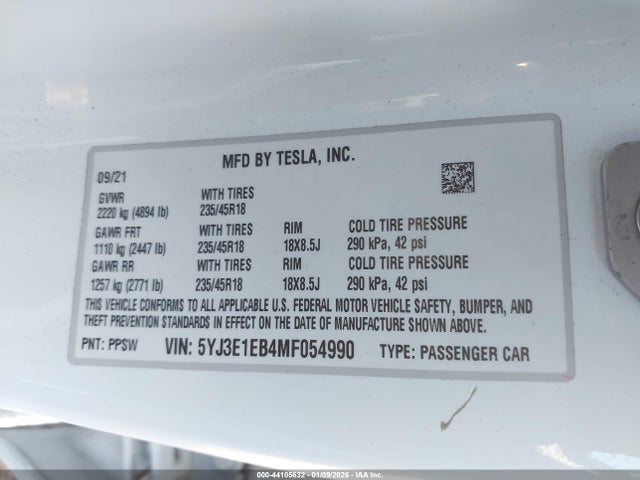 MFD BY TESLA, INC.
09/21
GVWR WITH TIRES
2220 kg (4894 lb) 235/45R18
GAWR FRT WITH TIRES RIM COLD TIRE PRESSURE
1110 kg (2447 lb) 235/45R18 18X8.5J 290 kPa, 42 psi
GAWR RR WITH TIRES RIM COLD TIRE PRESSURE
1257 kg (2771 lb) 235/45R18 18X8.5J 290 kPa, 42 psi
THIS VEHICLE CONFORMS TO ALL APPLICABLE U.S. FEDERAL MOTOR VEHICLE SAFETY, BUMPER, AND
THEFT PREVENTION STANDARDS IN EFFECT ON THE DATE OF MANUFACTURE SHOWN ABOVE.
PNT: PPSW VIN: 5YJ3E1EB4MF054990 TYPE: PASSENGER CAR
000-44105632 - 01/09/2026 - IAA Inc.